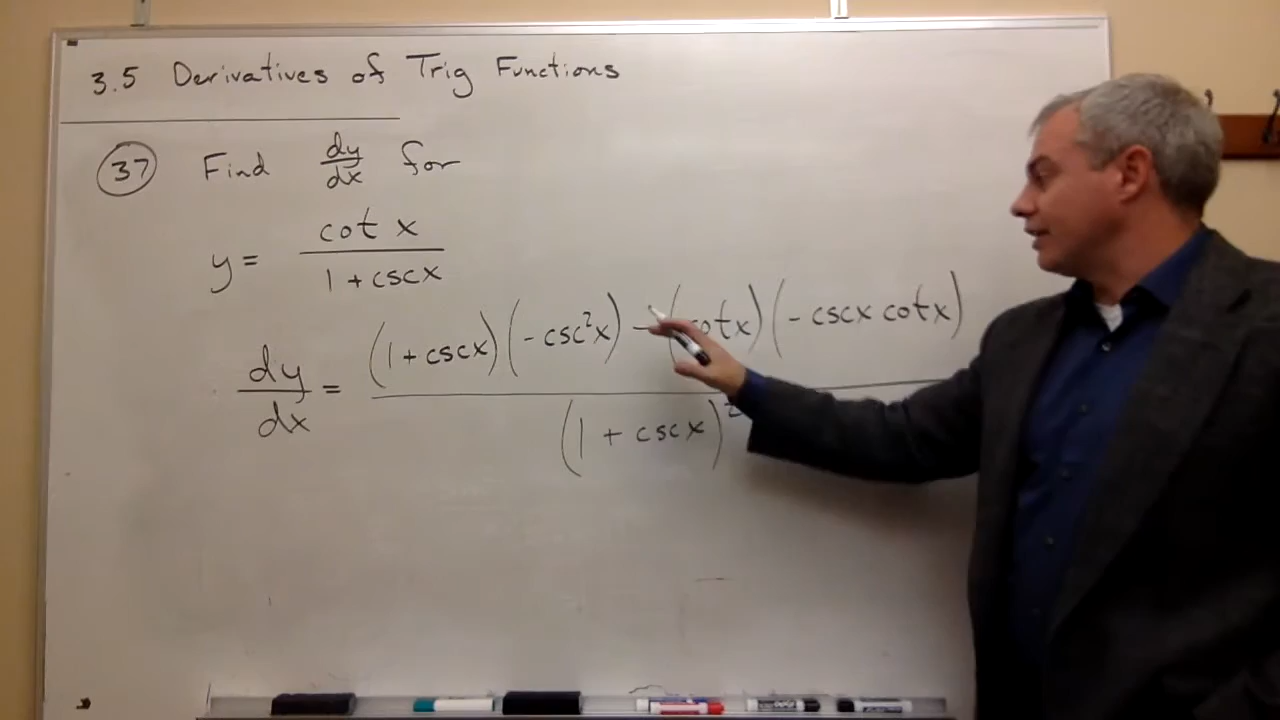 3.5 Derivatives of Trig Functions
37 Find dy/dx for
y = cot x / 1 + csc x
dy/dx = (1 + csc x)(- csc²x) - (cot x)(- csc x cot x) / (1 + csc x)²